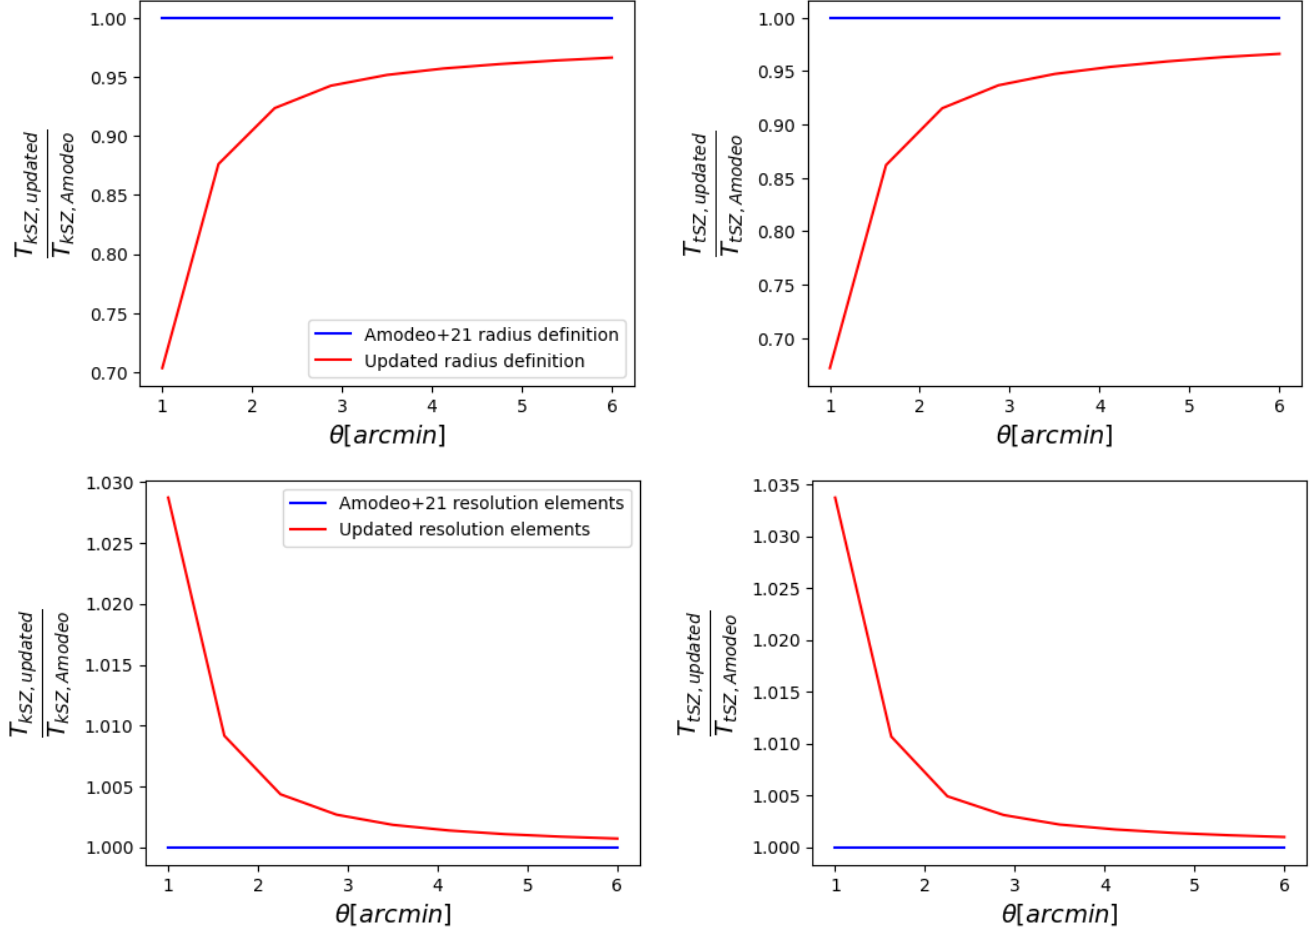 1.00
0.95
0.90
0.85
0.80
0.75
0.70
T_{kSZ, updated}
T_{kSZ, Amodeo}
Amodeo+21 radius definition
Updated radius definition
1 2 3 4 5 6
θ[arcmin]
1.00
0.95
0.90
0.85
0.80
0.75
0.70
T_{tSZ, updated}
T_{tSZ, Amodeo}
1 2 3 4 5 6
θ[arcmin]
1.030
1.025
1.020
1.015
1.010
1.005
1.000
T_{kSZ, updated}
T_{kSZ, Amodeo}
Amodeo+21 resolution elements
Updated resolution elements
1 2 3 4 5 6
θ[arcmin]
1.035
1.030
1.025
1.020
1.015
1.010
1.005
1.000
T_{tSZ, updated}
T_{tSZ, Amodeo}
1 2 3 4 5 6
θ[arcmin]